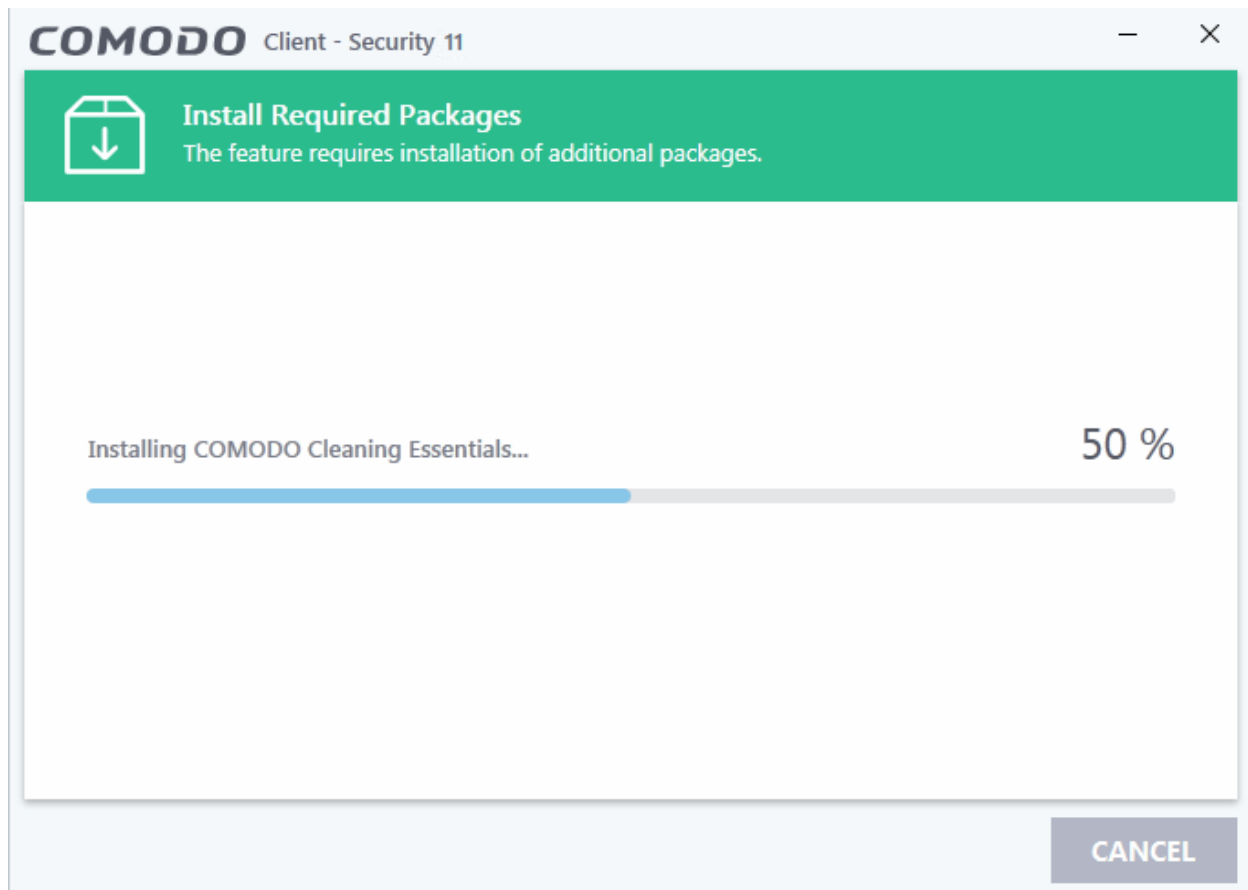 COMODO Client - Security 11
Install Required Packages
The feature requires installation of additional packages.
Installing COMODO Cleaning Essentials...
50 %
CANCEL